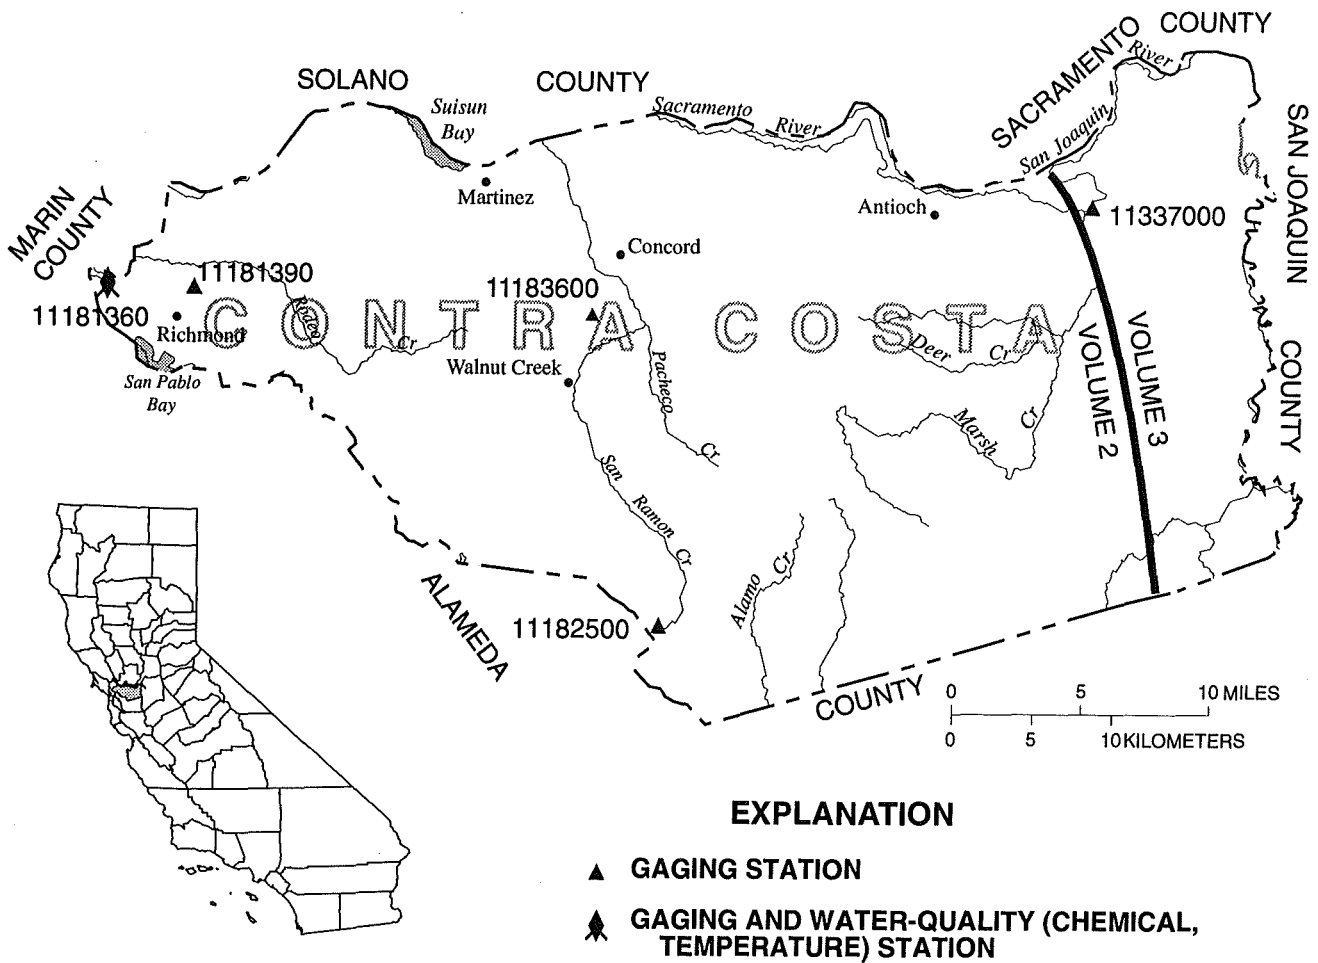 SACRAMENTO COUNTY
River
SOLANO COUNTY
Suisun
Bay
Sacramento
River
San Joaquin
SAN JOAQUIN COUNTY
MARIN
COUNTY
Martinez
Antioch
11337000
Concord
11181390
11183600
11181360
Richmond
CONTRA COSTA
Rodeo
Cr
Walnut Creek
Pacheco
Cr
Deer
Cr
San Pablo
Bay
Marsh
Cr
VOLUME 2
VOLUME 3
San
Ramon
Cr
Alamo
Cr
ALAMEDA
11182500
COUNTY
0 5 10 MILES
0 5 10 KILOMETERS
EXPLANATION
GAGING STATION
GAGING AND WATER-QUALITY (CHEMICAL,
TEMPERATURE) STATION